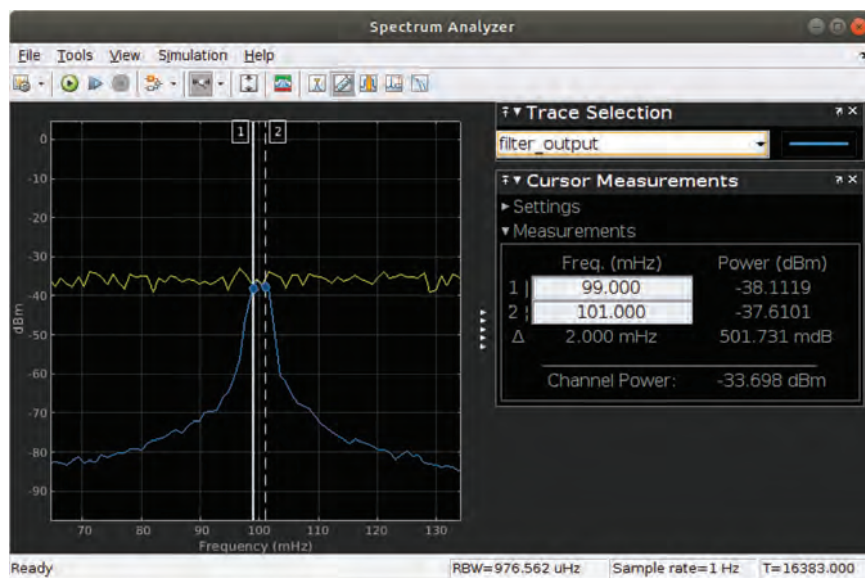 Spectrum Analyzer
File Tools View Simulation Help
Trace Selection
filter_output
Cursor Measurements
Settings
Measurements
Freq. (mHz) Power (dBm)
1 | 99.000 -38.1119
2 ¦ 101.000 -37.6101
Δ 2.000 mHz 501.731 mdB
Channel Power: -33.698 dBm
1 2
0
-10
-20
-30
-40
-50
-60
-70
-80
-90
dBm
70 80 90 100 110 120 130
Frequency (mHz)
Ready RBW=976.562 uHz Sample rate=1 Hz T=16383.000